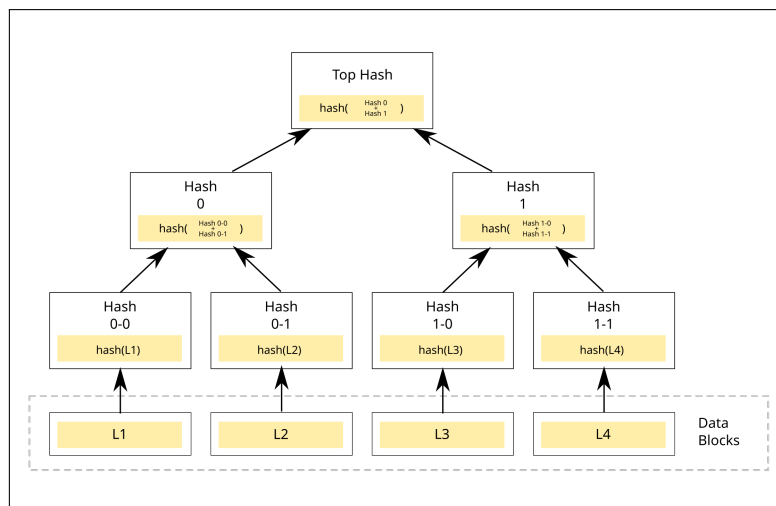 Top Hash
hash( Hash 0 + Hash 1 )
Hash
0
hash( Hash 0-0 + Hash 0-1 )
Hash
1
hash( Hash 1-0 + Hash 1-1 )
Hash
0-0
hash(L1)
Hash
0-1
hash(L2)
Hash
1-0
hash(L3)
Hash
1-1
hash(L4)
L1
L2
L3
L4
Data
Blocks